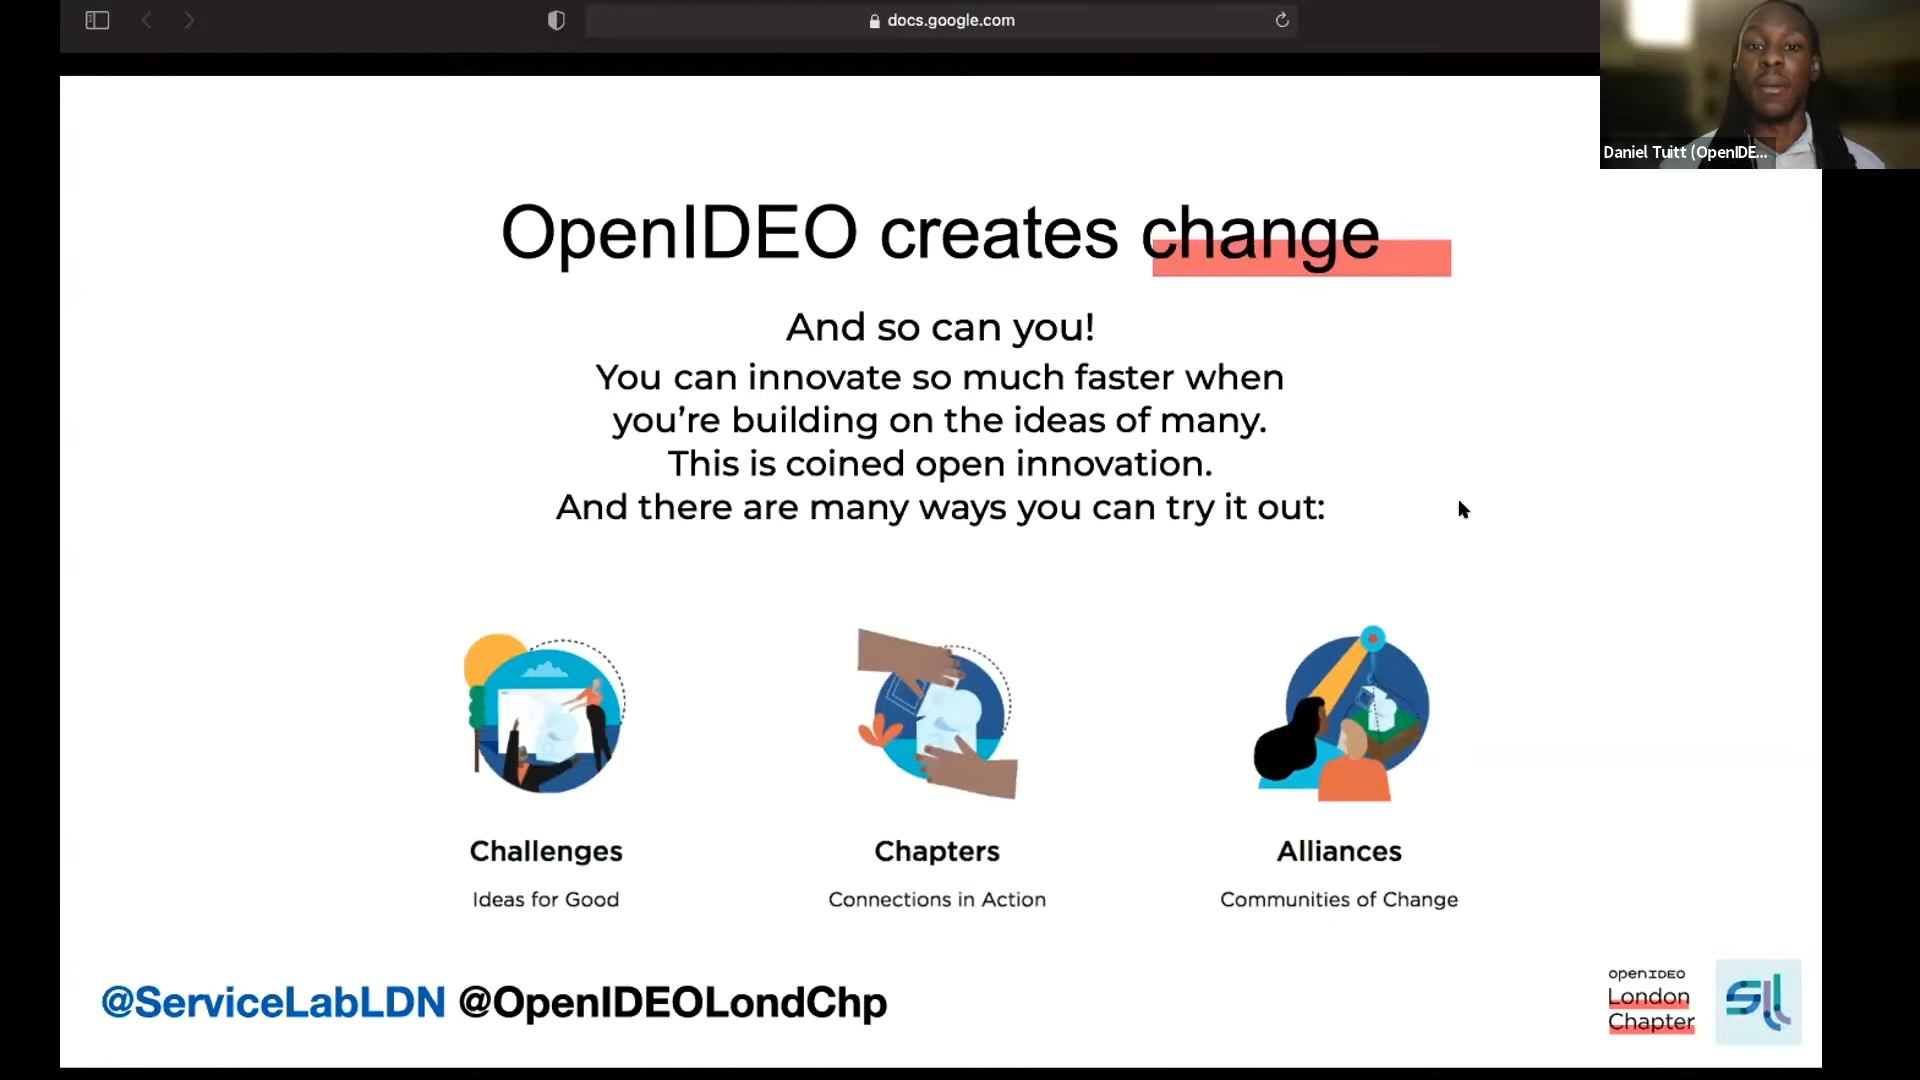 docs.google.com
Daniel Tuitt (OpenIDE...
OpenIDEO creates change
And so can you!
You can innovate so much faster when
you're building on the ideas of many.
This is coined open innovation.
And there are many ways you can try it out:
Challenges
Ideas for Good
Chapters
Connections in Action
Alliances
Communities of Change
@ServiceLabLDN @OpenIDEOLondChp
openIDEO
London
Chapter
SLL